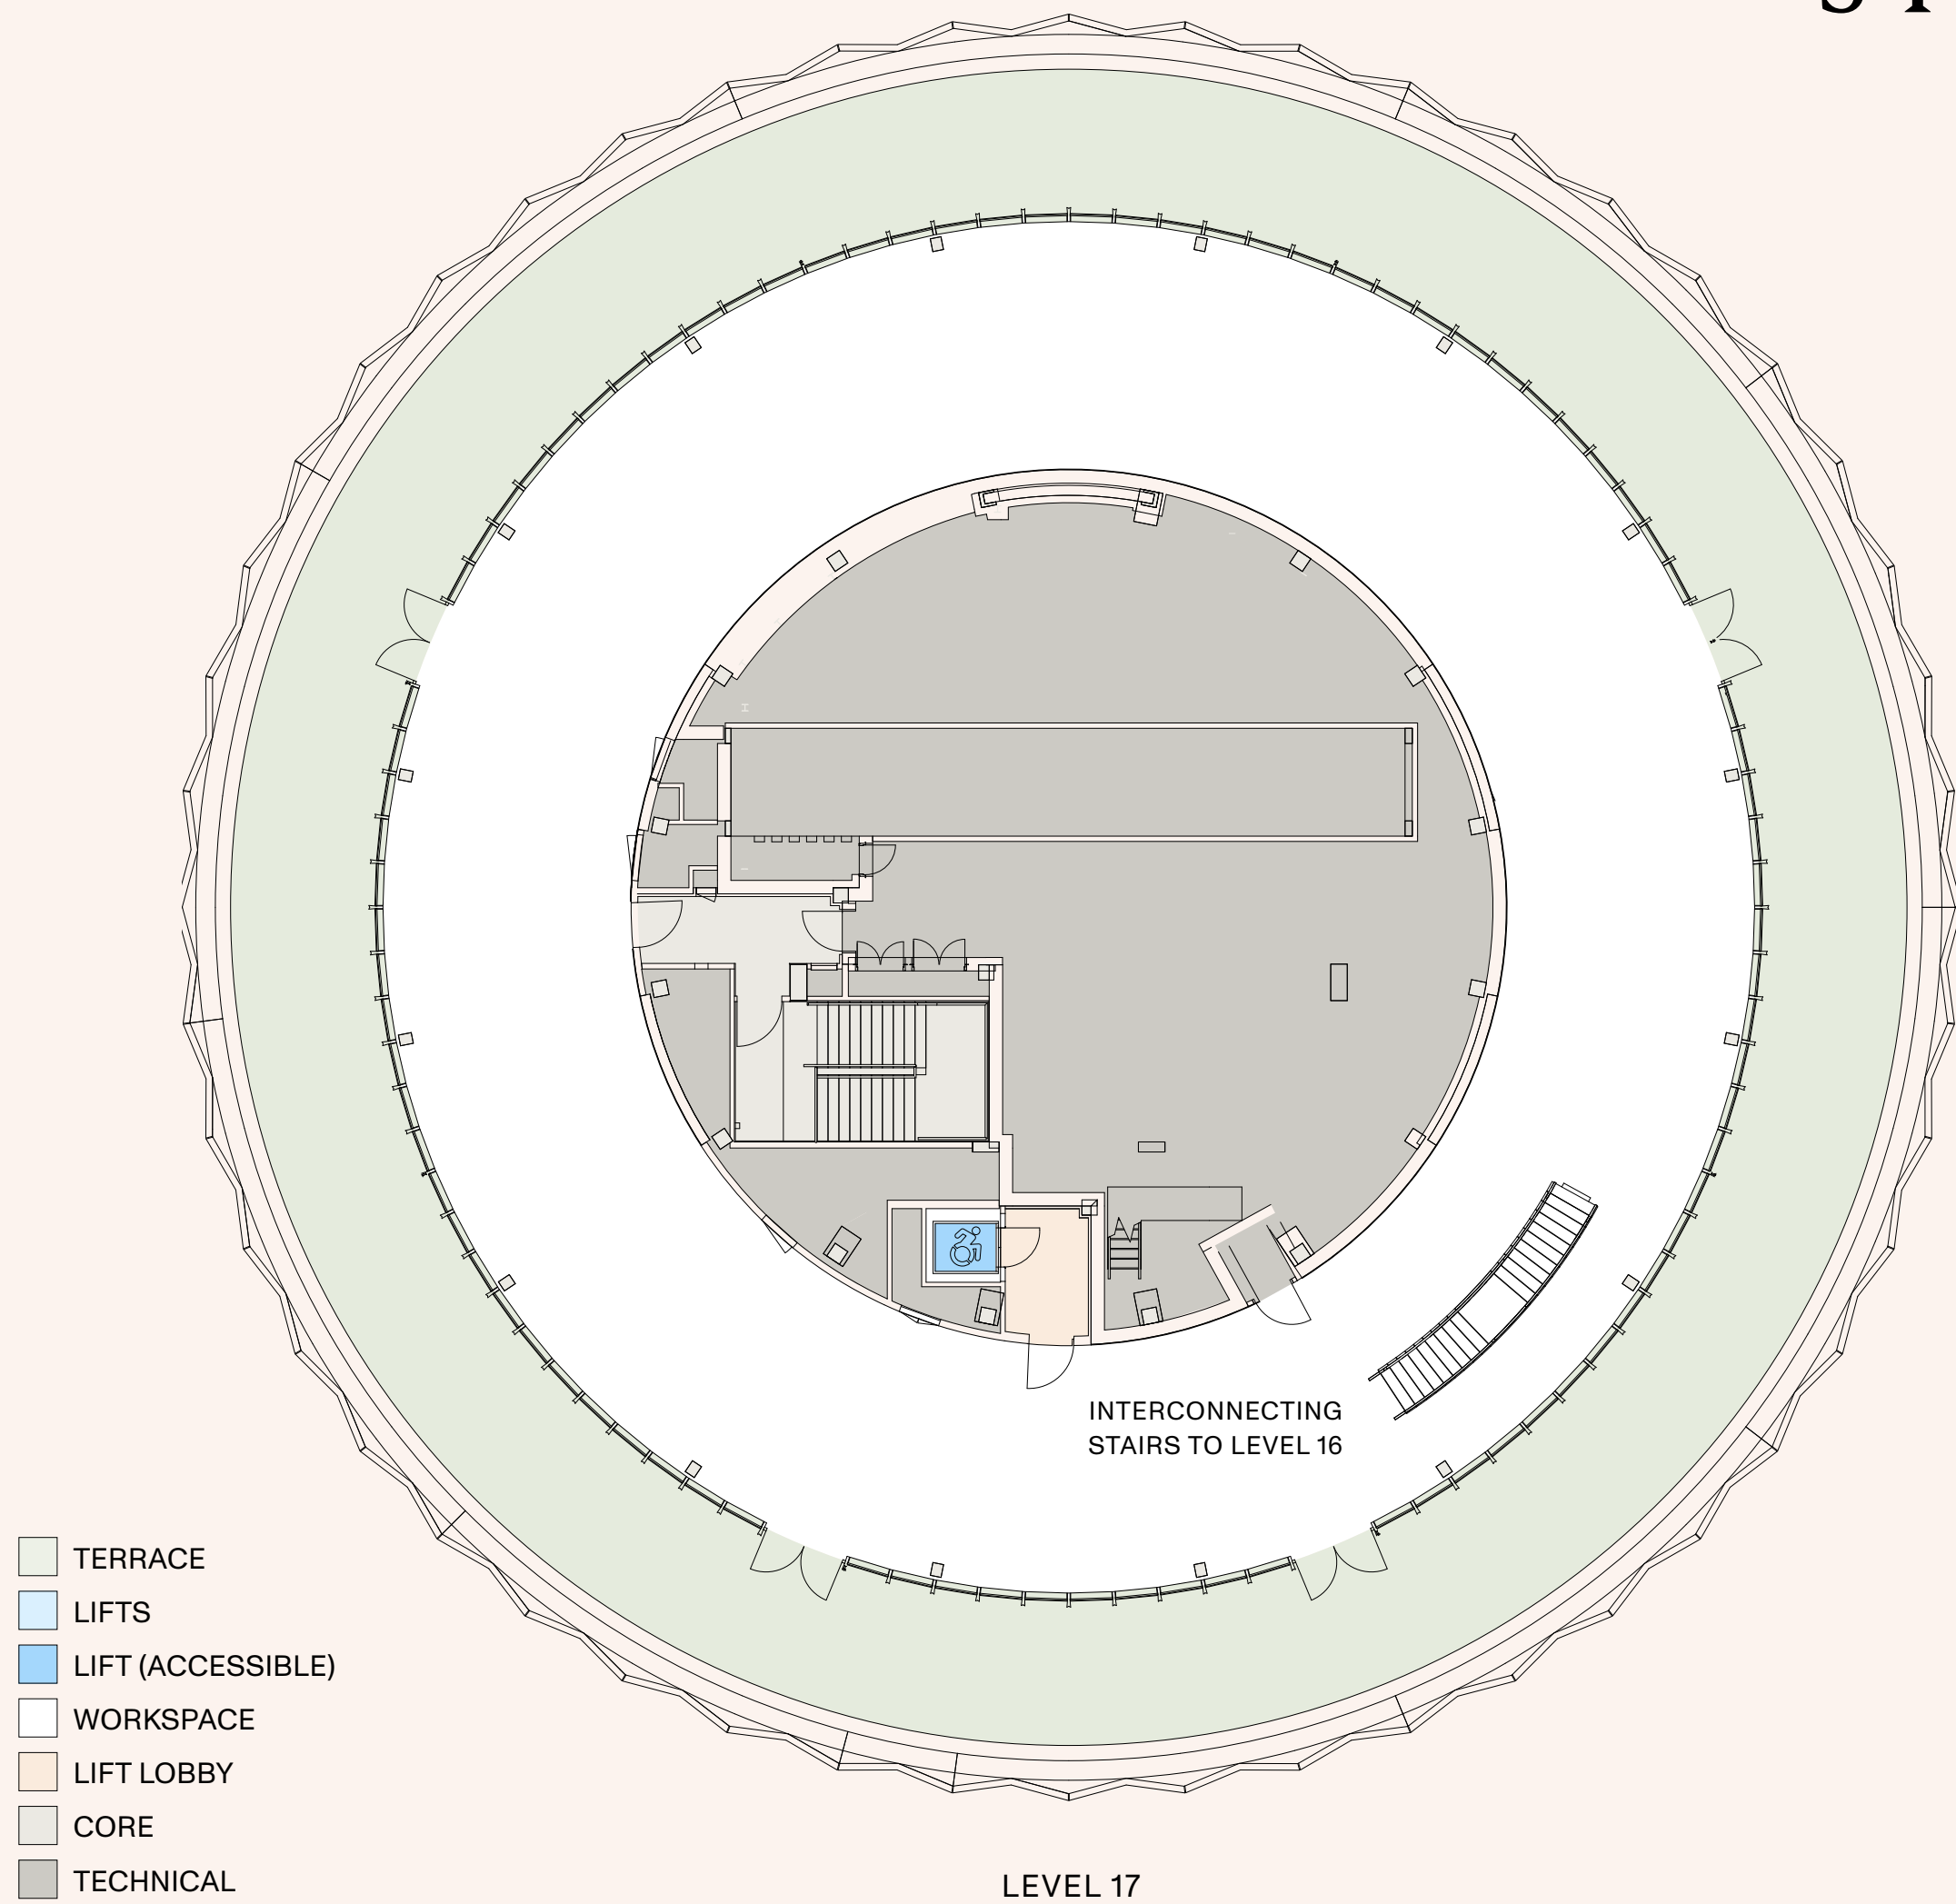 INTERCONNECTING
STAIRS TO LEVEL 16
TERRACE
LIFTS
LIFT (ACCESSIBLE)
WORKSPACE
LIFT LOBBY
CORE
TECHNICAL
LEVEL 17